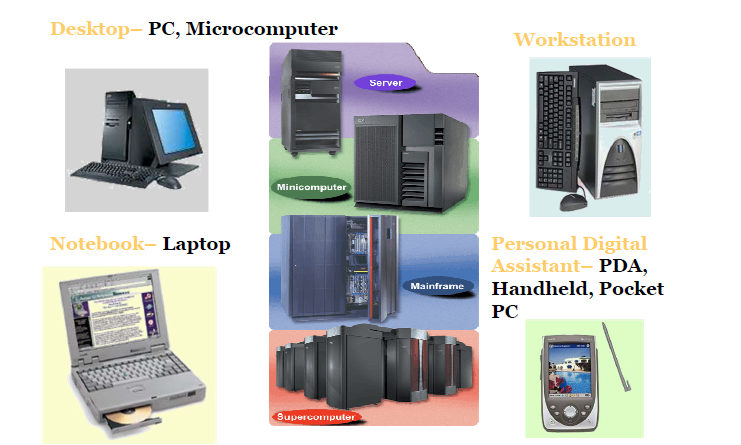 Desktop– PC, Microcomputer
Workstation
Server
Minicomputer
Notebook– Laptop
Personal Digital
Assistant– PDA,
Handheld, Pocket
PC
Mainframe
Supercomputer